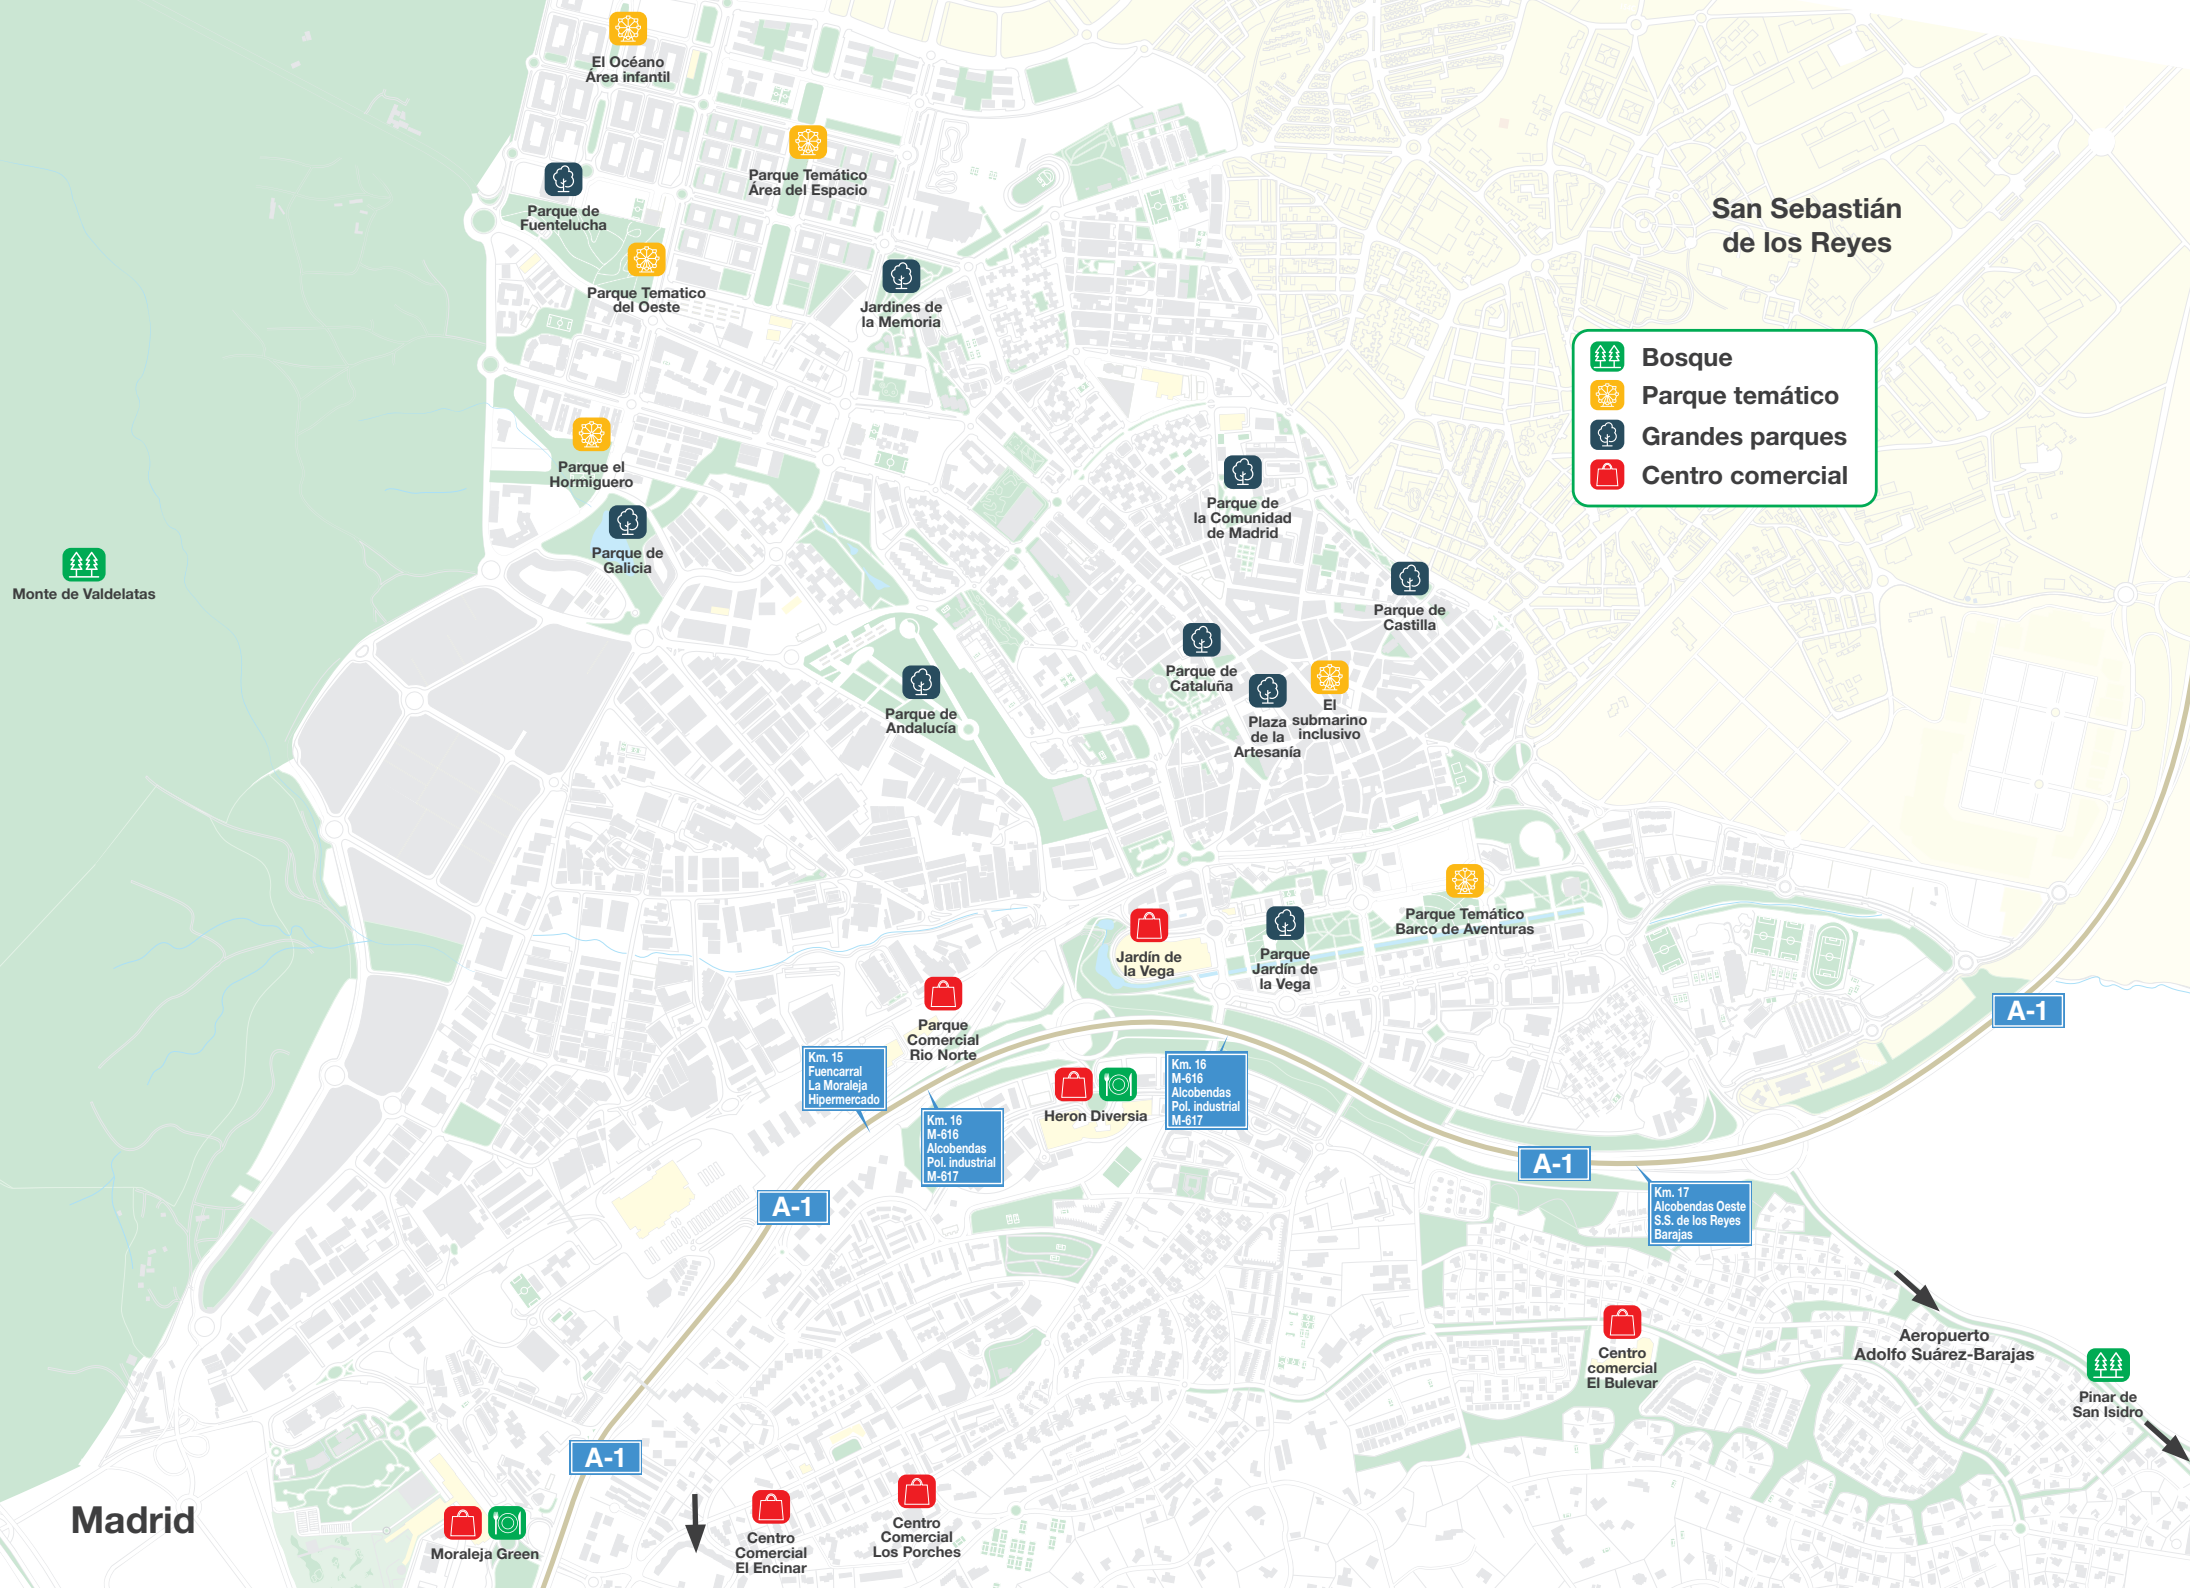 El Océano
Área infantil
Parque Temático
Área del Espacio
Parque de
Fuentelucha
San Sebastián
de los Reyes
Parque Tematico
del Oeste
Jardines de
la Memoria
Bosque
Parque temático
Grandes parques
Centro comercial
Parque el
Hormiguero
Parque de
la Comunidad
de Madrid
Parque de
Galicia
Monte de Valdelatas
Parque de
Castilla
Parque de
Cataluña
Parque de
Andalucía
Plaza
de la
Artesanía
El
submarino
inclusivo
Parque Temático
Barco de Aventuras
Jardín de
la Vega
Parque
Jardín de
la Vega
Parque
Comercial
Rio Norte
A-1
Km. 15
Fuencarral
La Moraleja
Hipermercado
Km. 16
M-616
Alcobendas
Pol. industrial
M-617
Heron Diversia
Km. 16
M-616
Alcobendas
Pol. industrial
M-617
A-1
A-1
Km. 17
Alcobendas Oeste
S.S. de los Reyes
Barajas
Centro
comercial
El Bulevar
Aeropuerto
Adolfo Suárez-Barajas
Pinar de
San Isidro
A-1
Madrid
Moraleja Green
Centro
Comercial
El Encinar
Centro
Comercial
Los Porches